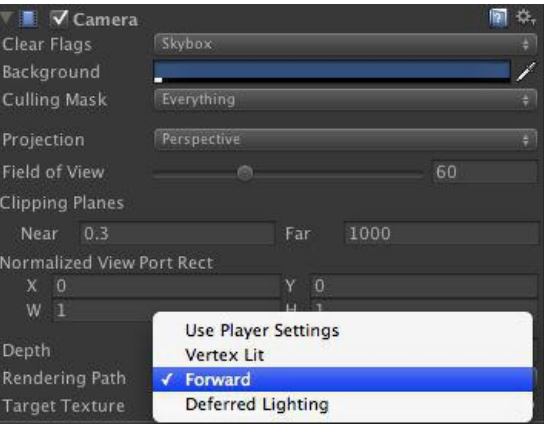 Camera
Clear Flags Skybox
Background
Culling Mask Everything
Projection Perspective
Field of View 60
Clipping Planes
Near 0.3 Far 1000
Normalized View Port Rect
X 0 Y 0
W 1 H 1
Use Player Settings
Depth Vertex Lit
Rendering Path ✓ Forward
Target Texture Deferred Lighting